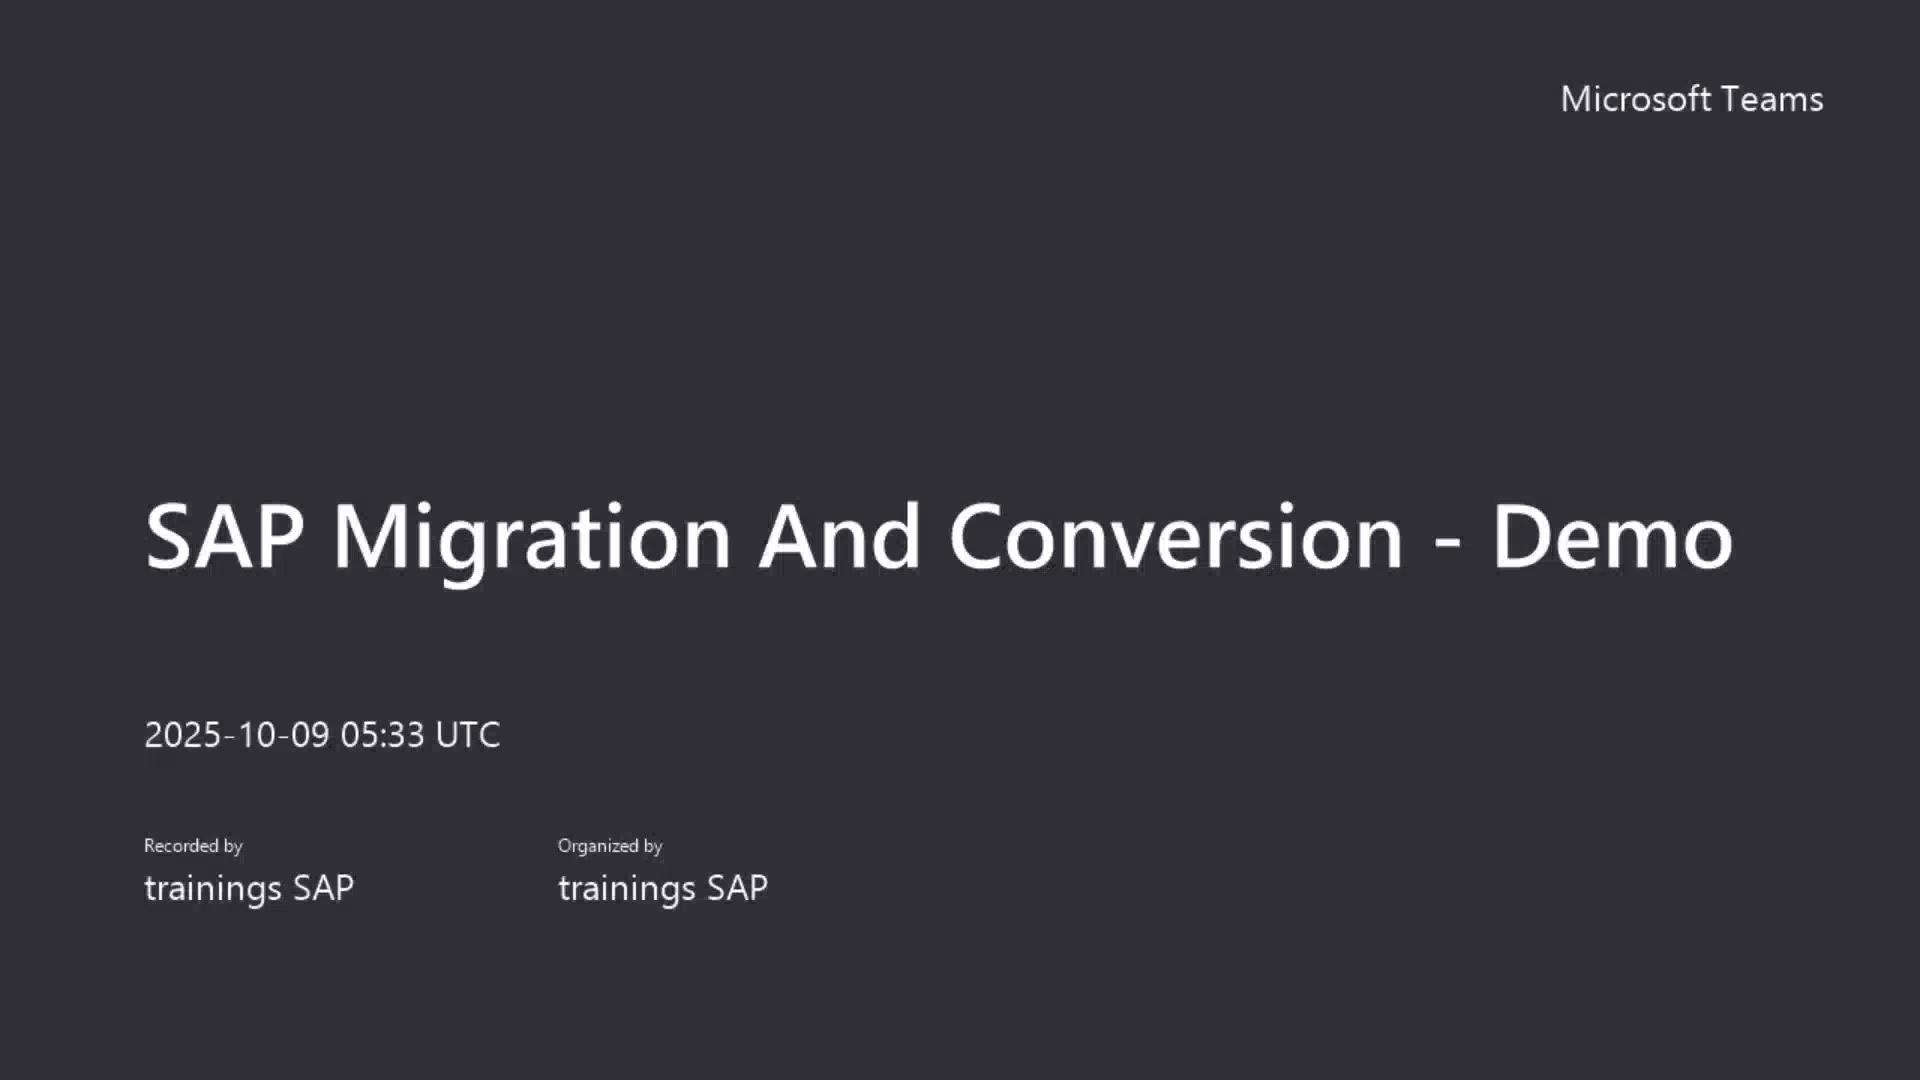 Microsoft Teams
SAP Migration And Conversion - Demo
2025-10-09 05:33 UTC
Recorded by
trainings SAP
Organized by
trainings SAP